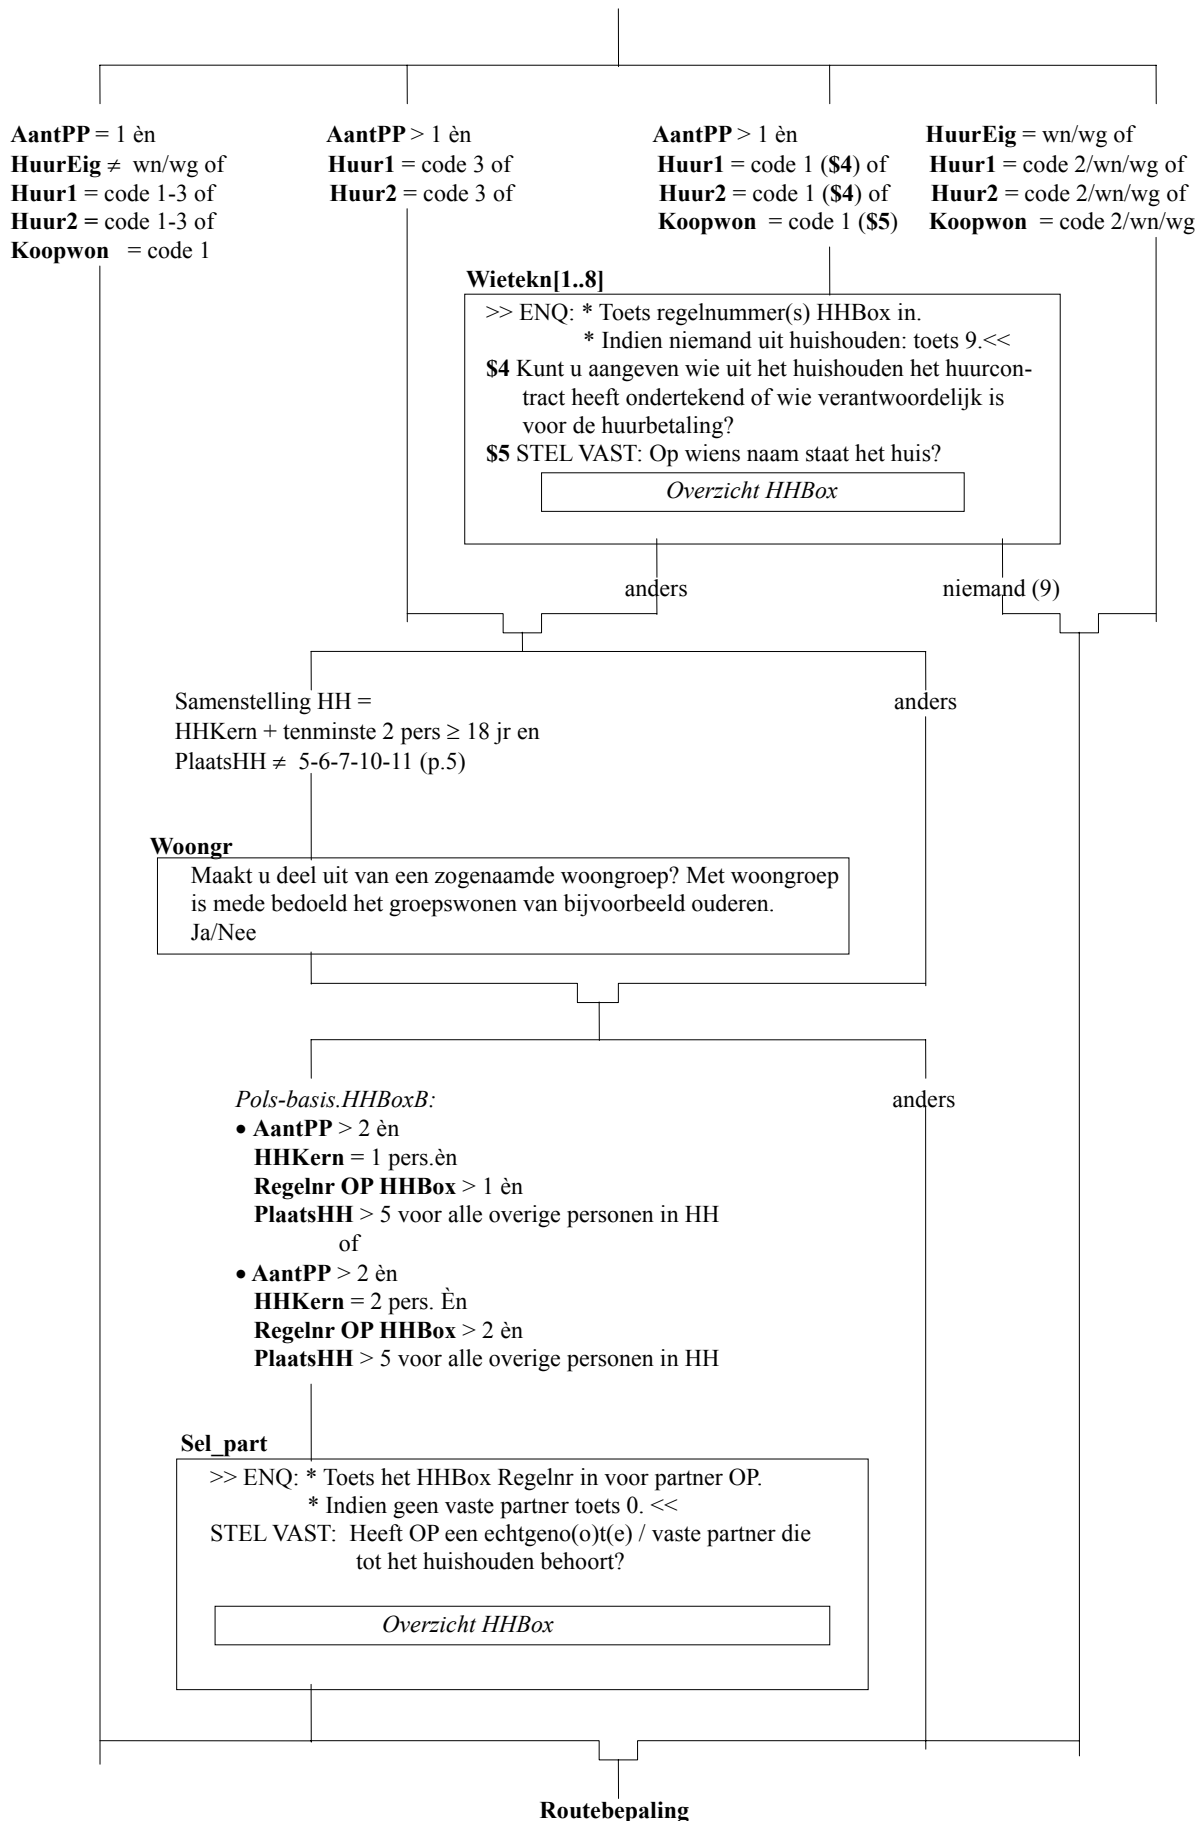 AantPP = 1 èn
HuurEig ≠ wn/wg of
Huur1 = code 1-3 of
Huur2 = code 1-3 of
Koopwon = code 1
AantPP > 1 èn
Huur1 = code 3 of
Huur2 = code 3 of
AantPP > 1 èn
Huur1 = code 1 ($4) of
Huur2 = code 1 ($4) of
Koopwon = code 1 ($5)
HuurEig = wn/wg of
Huur1 = code 2/wn/wg of
Huur2 = code 2/wn/wg of
Koopwon = code 2/wn/wg
Wietekn[1..8]
>> ENQ: * Toets regelnummer(s) HHBox in.
* Indien niemand uit huishouden: toets 9.<<
$4 Kunt u aangeven wie uit het huishouden het huurcon-
tract heeft ondertekend of wie verantwoordelijk is
voor de huurbetaling?
$5 STEL VAST: Op wiens naam staat het huis?
Overzicht HHBox
anders
niemand (9)
Samenstelling HH =
HHKern + tenminste 2 pers ≥ 18 jr en
PlaatsHH ≠ 5-6-7-10-11 (p.5)
anders
Woongr
Maakt u deel uit van een zogenaamde woongroep? Met woongroep
is mede bedoeld het groepswonen van bijvoorbeeld ouderen.
Ja/Nee
Pols-basis.HHBoxB:
• AantPP > 2 èn
HHKern = 1 pers.èn
Regelnr OP HHBox > 1 èn
PlaatsHH > 5 voor alle overige personen in HH
of
• AantPP > 2 èn
HHKern = 2 pers. Èn
Regelnr OP HHBox > 2 èn
PlaatsHH > 5 voor alle overige personen in HH
anders
Sel_part
>> ENQ: * Toets het HHBox Regelnr in voor partner OP.
* Indien geen vaste partner toets 0. <<
STEL VAST: Heeft OP een echtgeno(o)t(e) / vaste partner die
tot het huishouden behoort?
Overzicht HHBox
Routebepaling